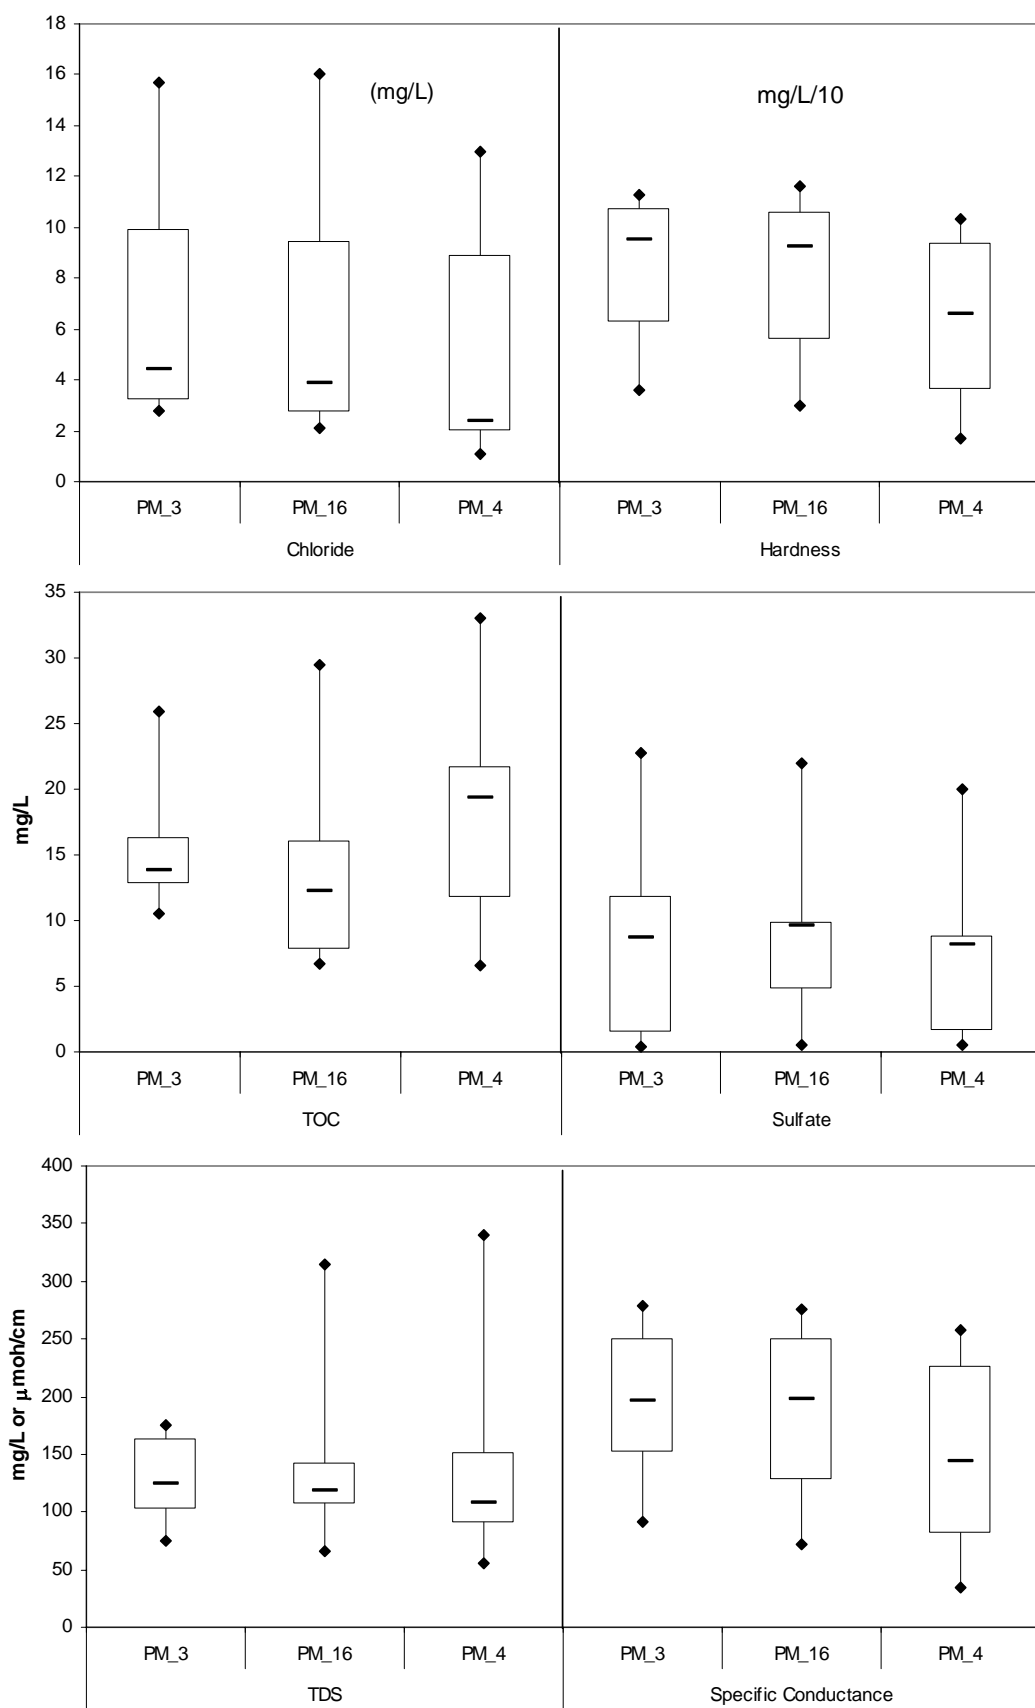 18
16
14
12
10
8
6
4
2
0
(mg/L)
mg/L/10
PM_3 PM_16 PM_4 PM_3 PM_16 PM_4
Chloride Hardness
mg/L
35
30
25
20
15
10
5
0
PM_3 PM_16 PM_4 PM_3 PM_16 PM_4
TOC Sulfate
mg/L or μmoh/cm
400
350
300
250
200
150
100
50
0
PM_3 PM_16 PM_4 PM_3 PM_16 PM_4
TDS Specific Conductance